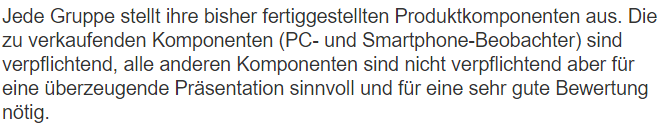 Jede Gruppe stellt ihre bisher fertiggestellten Produktkomponenten aus. Die
zu verkaufenden Komponenten (PC- und Smartphone-Beobachter) sind
verpflichtend, alle anderen Komponenten sind nicht verpflichtend aber für
eine überzeugende Präsentation sinnvoll und für eine sehr gute Bewertung
nötig.